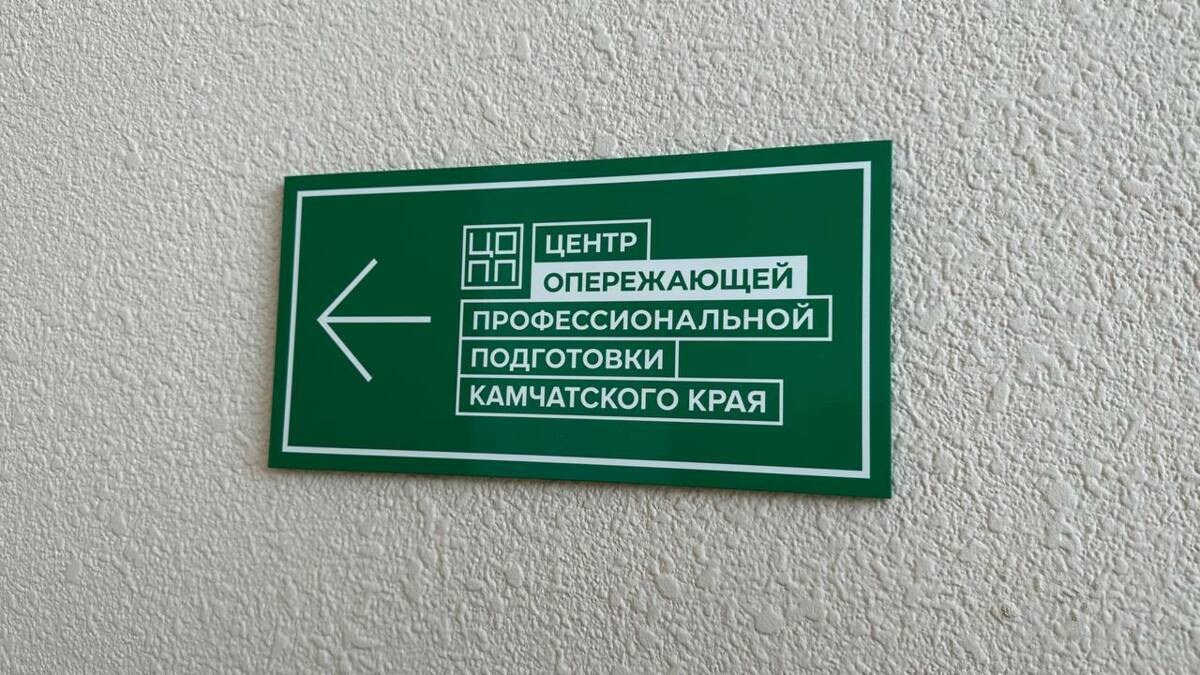 ЦО
ПП
ЦЕНТР
ОПЕРЕЖАЮЩЕЙ
ПРОФЕССИОНАЛЬНОЙ
ПОДГОТОВКИ
КАМЧАТСКОГО КРАЯ